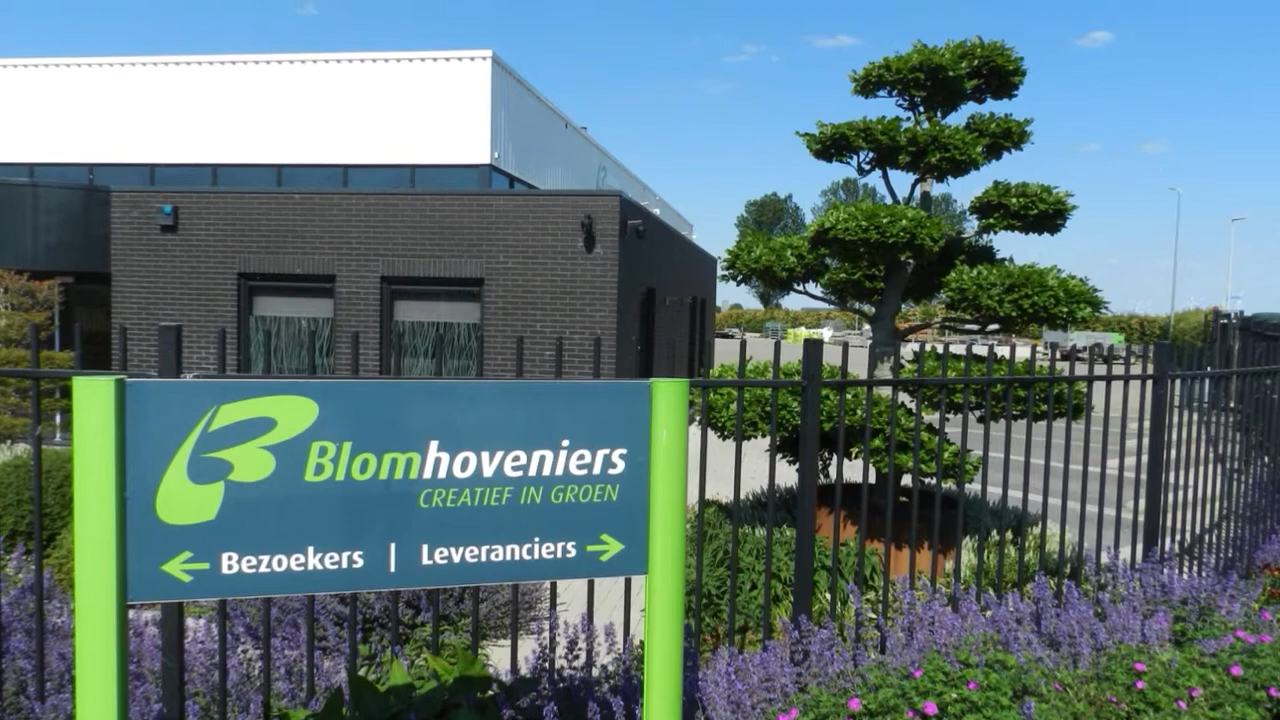 Blomhoveniers
CREATIEF IN GROEN
← Bezoekers | Leveranciers →